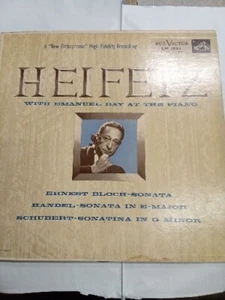 A "New Orthophonic" High Fidelity Recording
RCA VICTOR
HEIFETZ
WITH EMANUEL BAY AT THE PIANO
ERNEST BLOCH-SONATA
HANDEL-SONATA IN E-MAJOR
SCHUBERT-SONATINA IN G MINOR